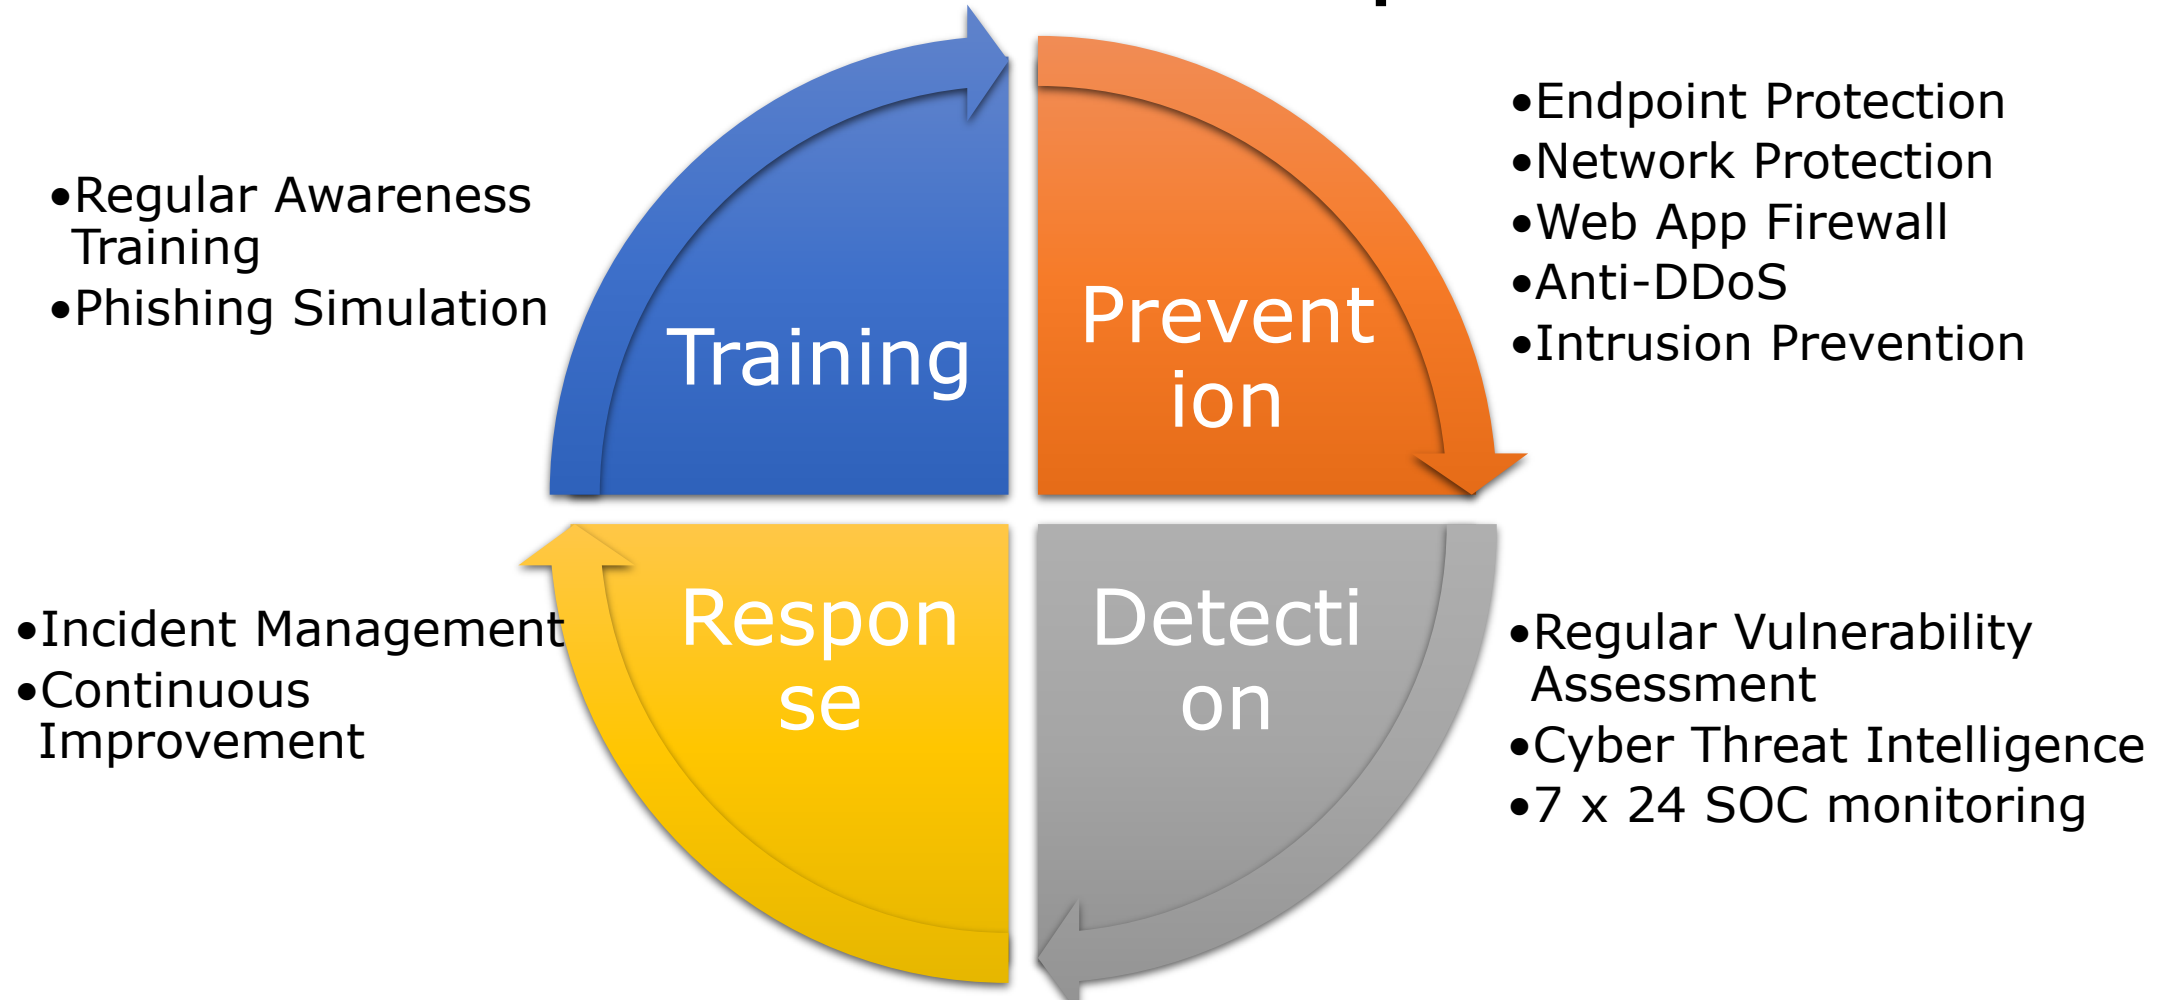 •Regular Awareness
Training
•Phishing Simulation
Training
Prevent
ion
•Endpoint Protection
•Network Protection
•Web App Firewall
•Anti-DDoS
•Intrusion Prevention
•Incident Management
•Continuous
Improvement
Respon
se
Detecti
on
•Regular Vulnerability
Assessment
•Cyber Threat Intelligence
•7 x 24 SOC monitoring